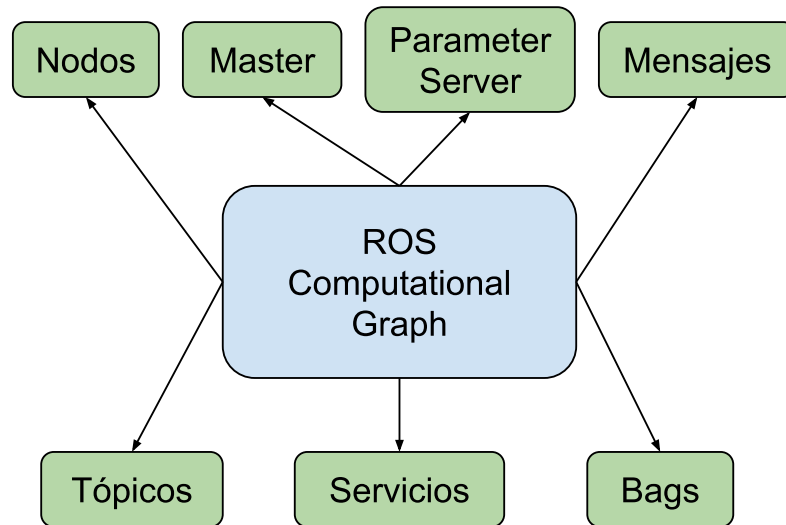 Nodos
Master
Parameter
Server
Mensajes
ROS
Computational
Graph
Tópicos
Servicios
Bags